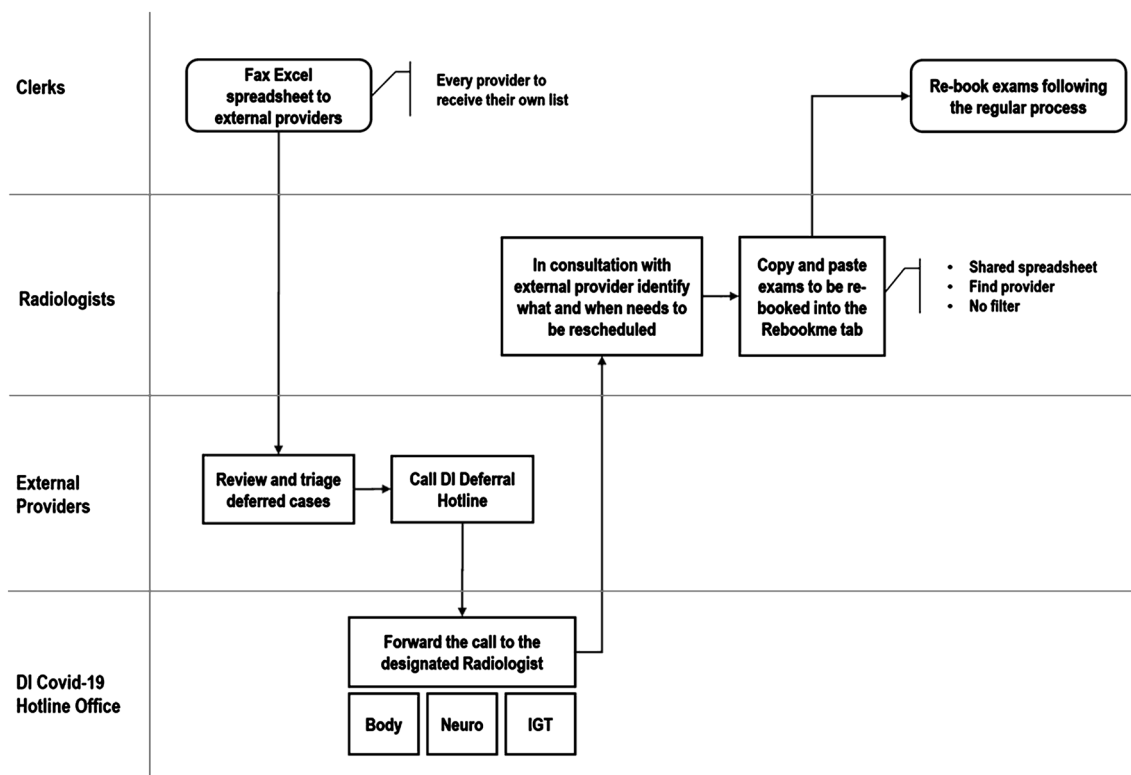 Clerks
Fax Excel
spreadsheet to
external providers
Every provider to
receive their own list
Re-book exams following
the regular process
Radiologists
In consultation with
external provider identify
what and when needs to
be rescheduled
Copy and paste
exams to be re-
booked into the
Rebookme tab
• Shared spreadsheet
• Find provider
• No filter
External
Providers
Review and triage
deferred cases
Call DI Deferral
Hotline
DI Covid-19
Hotline Office
Forward the call to the
designated Radiologist
Body
Neuro
IGT